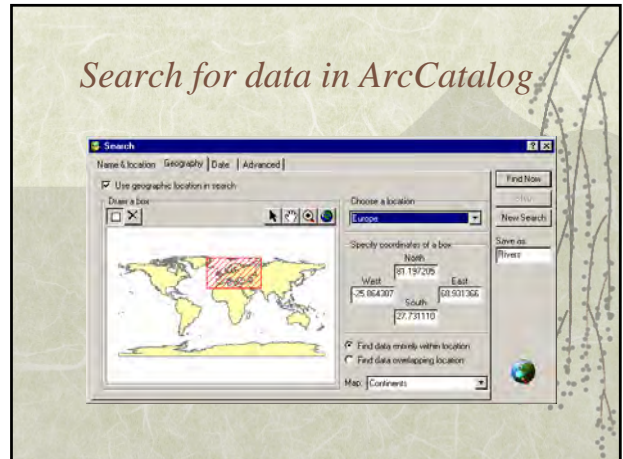 Search for data in ArcCatalog
Search
Name & location Geography Date Advanced
Use geographic location in search
Draw a box
Choose a location
Europe
Specify coordinates of a box
North
81.197205
West East
-25.864307 68.931366
South
27.731110
Find data entirely within location
Find data overlapping location
Map: Continents
Find Now
Stop
New Search
Save as:
Rivers